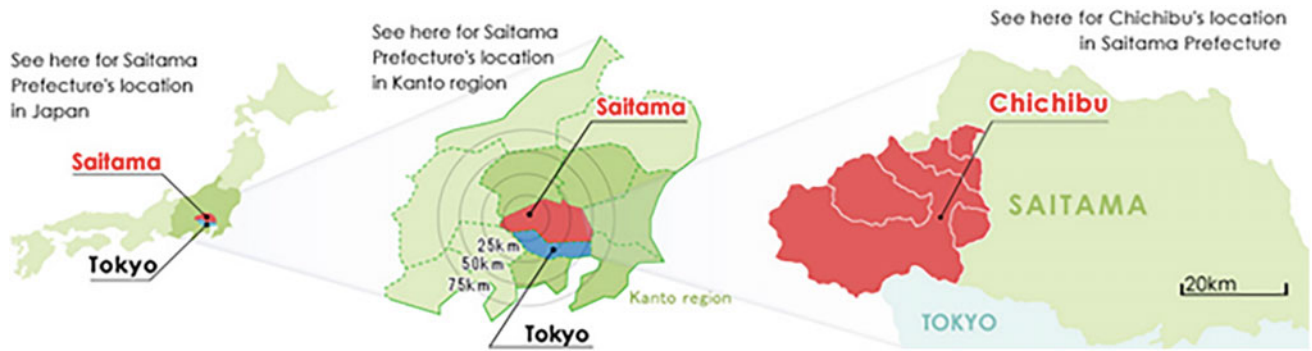 See here for Saitama
Prefecture's location
in Japan
Saitama
Tokyo
See here for Saitama
Prefecture's location
in Kanto region
Saitama
25km
50km
75km
Kanto region
Tokyo
See here for Chichibu's location
in Saitama Prefecture
Chichibu
SAITAMA
20km
TOKYO